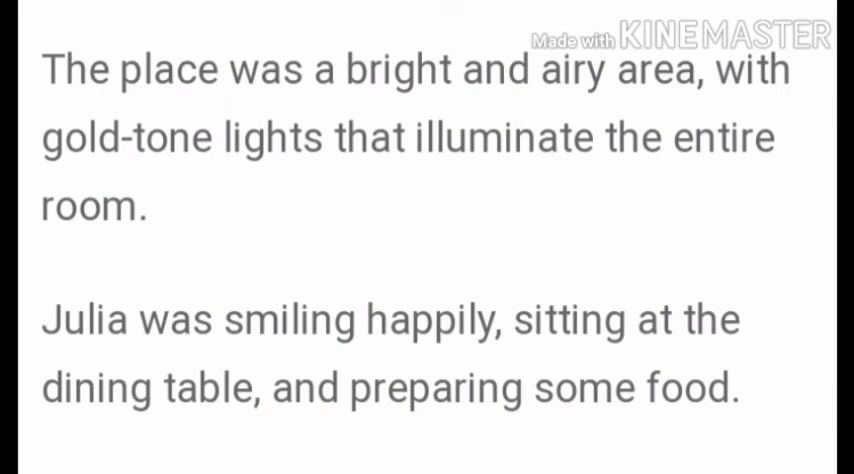 Made with KINEMASTER
The place was a bright and airy area, with
gold-tone lights that illuminate the entire
room.
Julia was smiling happily, sitting at the
dining table, and preparing some food.